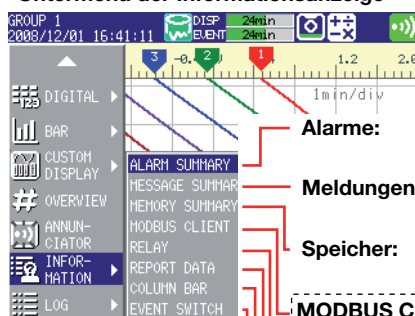 Untermenü der Informationsanzeige
GROUP 1
2008/12/01 16:41:11
DISP 24min
EVENT 24min
3 2 1
-0. 1.2 2.0
1min/div
DIGITAL
BAR
CUSTOM
DISPLAY
OVERVIEW
ANNUN-
CIATOR
INFOR-
MATION
LOG
ALARM SUMMARY
MESSAGE SUMMAR
MEMORY SUMMARY
MODBUS CLIENT
RELAY
REPORT DATA
COLUMN BAR
EVENT SWITCH
Alarme:
Meldungen
Speicher:
MODBUS C